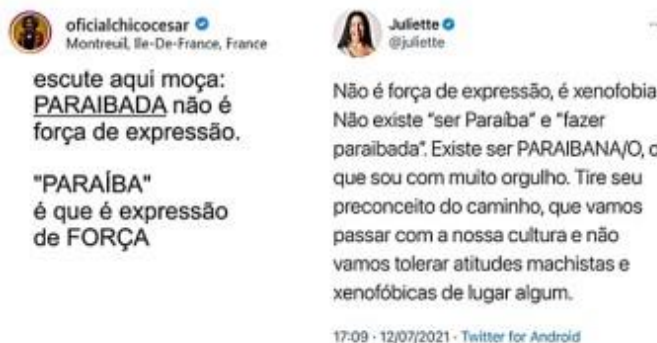 oficialchicocesar
Montreuil, Ile-De-France, France
escute aqui moça:
PARAIBADA não é
força de expressão.
"PARAÍBA"
é que é expressão
de FORÇA
Juliette
@juliette
Não é força de expressão, é xenofobia
Não existe “ser Paraíba” e “fazer
paraibada”. Existe ser PARAIBANA/O, o
que sou com muito orgulho. Tire seu
preconceito do caminho, que vamos
passar com a nossa cultura e não
vamos tolerar atitudes machistas e
xenofóbicas de lugar algum.
17:09 · 12/07/2021 · Twitter for Android